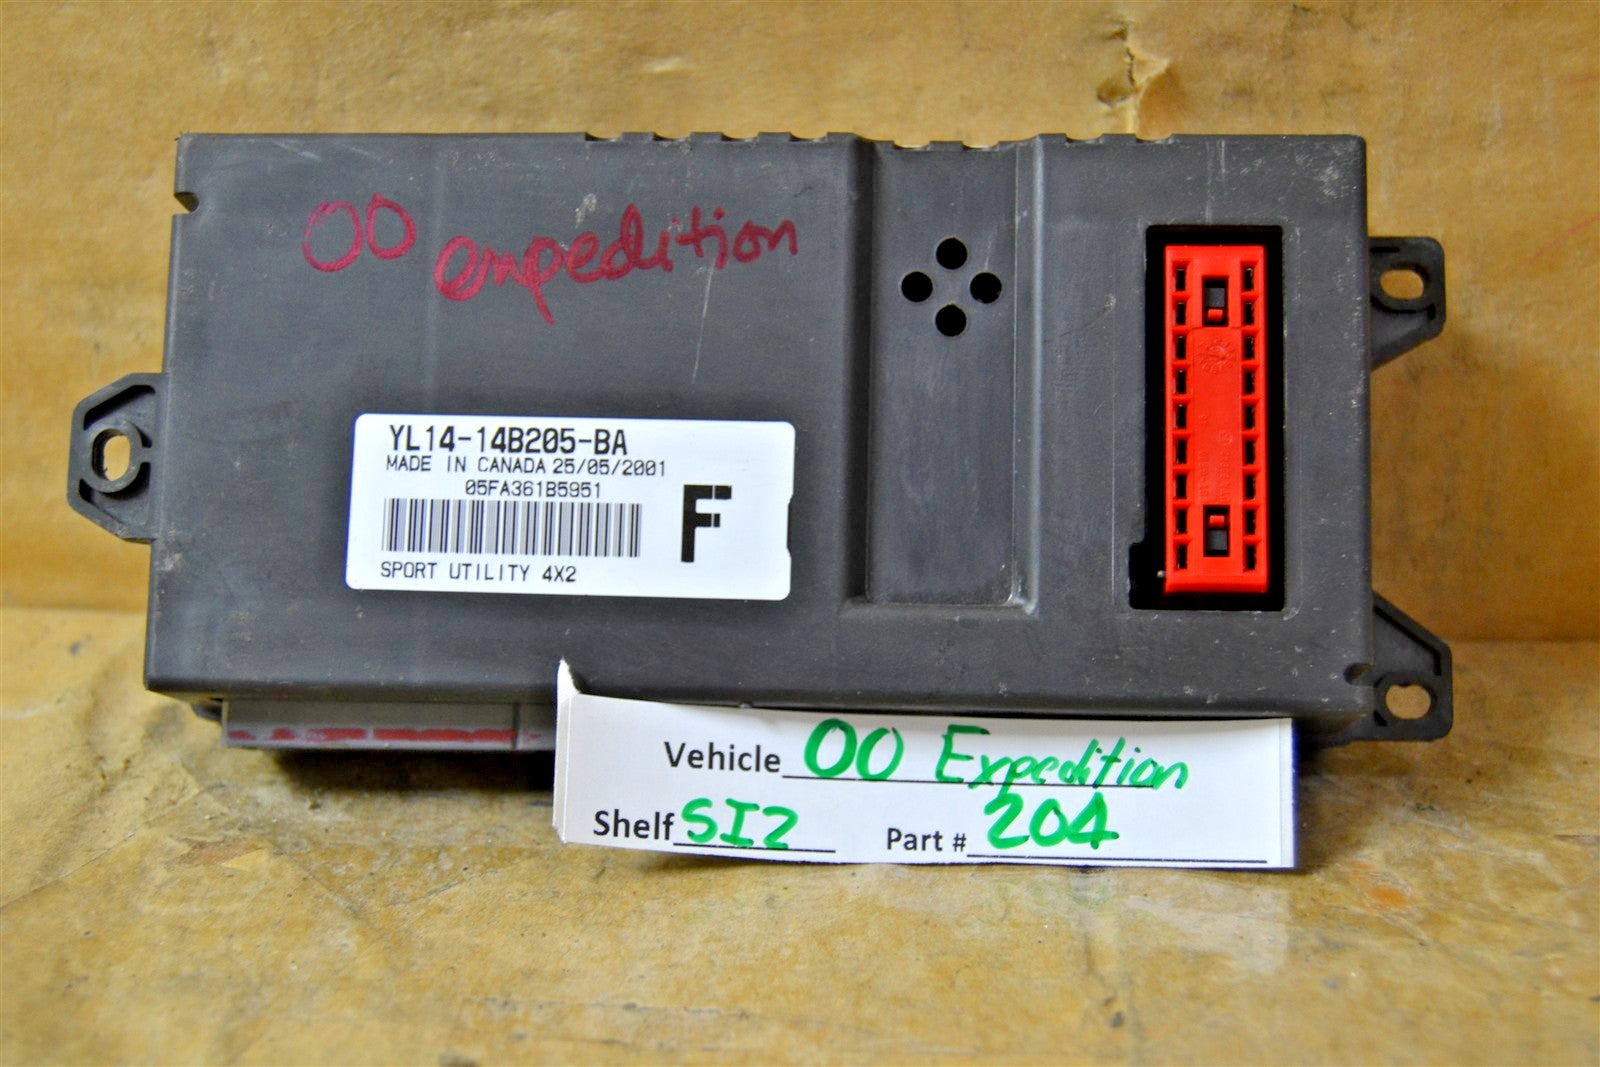 00 expedition
YL14-14B205-BA
MADE IN CANADA 25/05/2001
05FA361B5951
F
SPORT UTILITY 4X2
Vehicle 00 Expedition
Shelf SI2 Part # 204